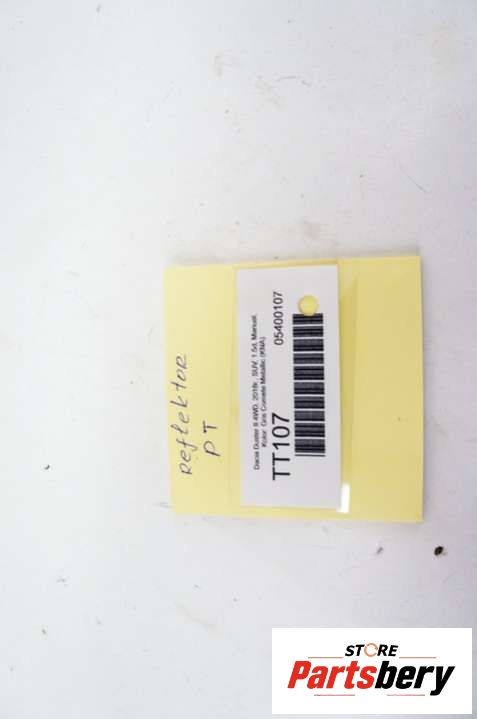 Reflektor
PT
Dacia Duster II 4WD, 2018r., SUV, 1.5d, Manual,
Kolor: Gris Comete Metallic (KNA)
TT107
05400107
STORE
Partsbery